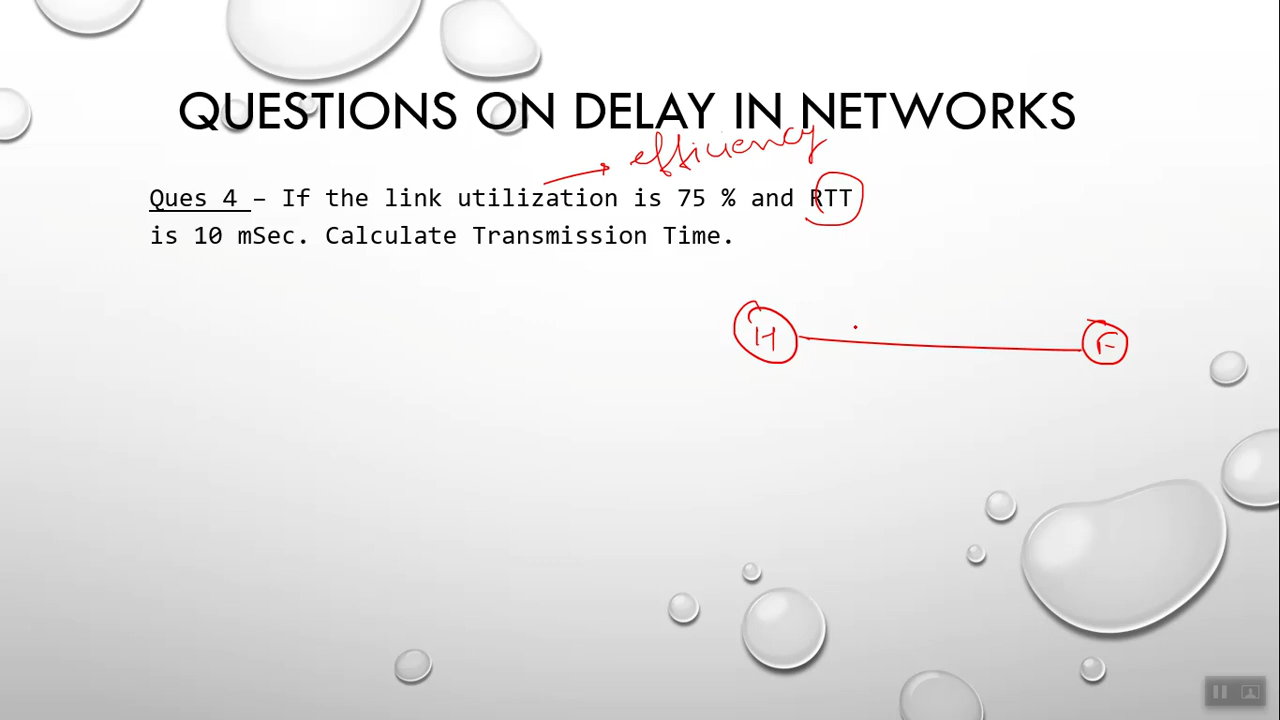 QUESTIONS ON DELAY IN NETWORKS
efficiency
Ques 4 – If the link utilization is 75 % and RTT
is 10 mSec. Calculate Transmission Time.
H